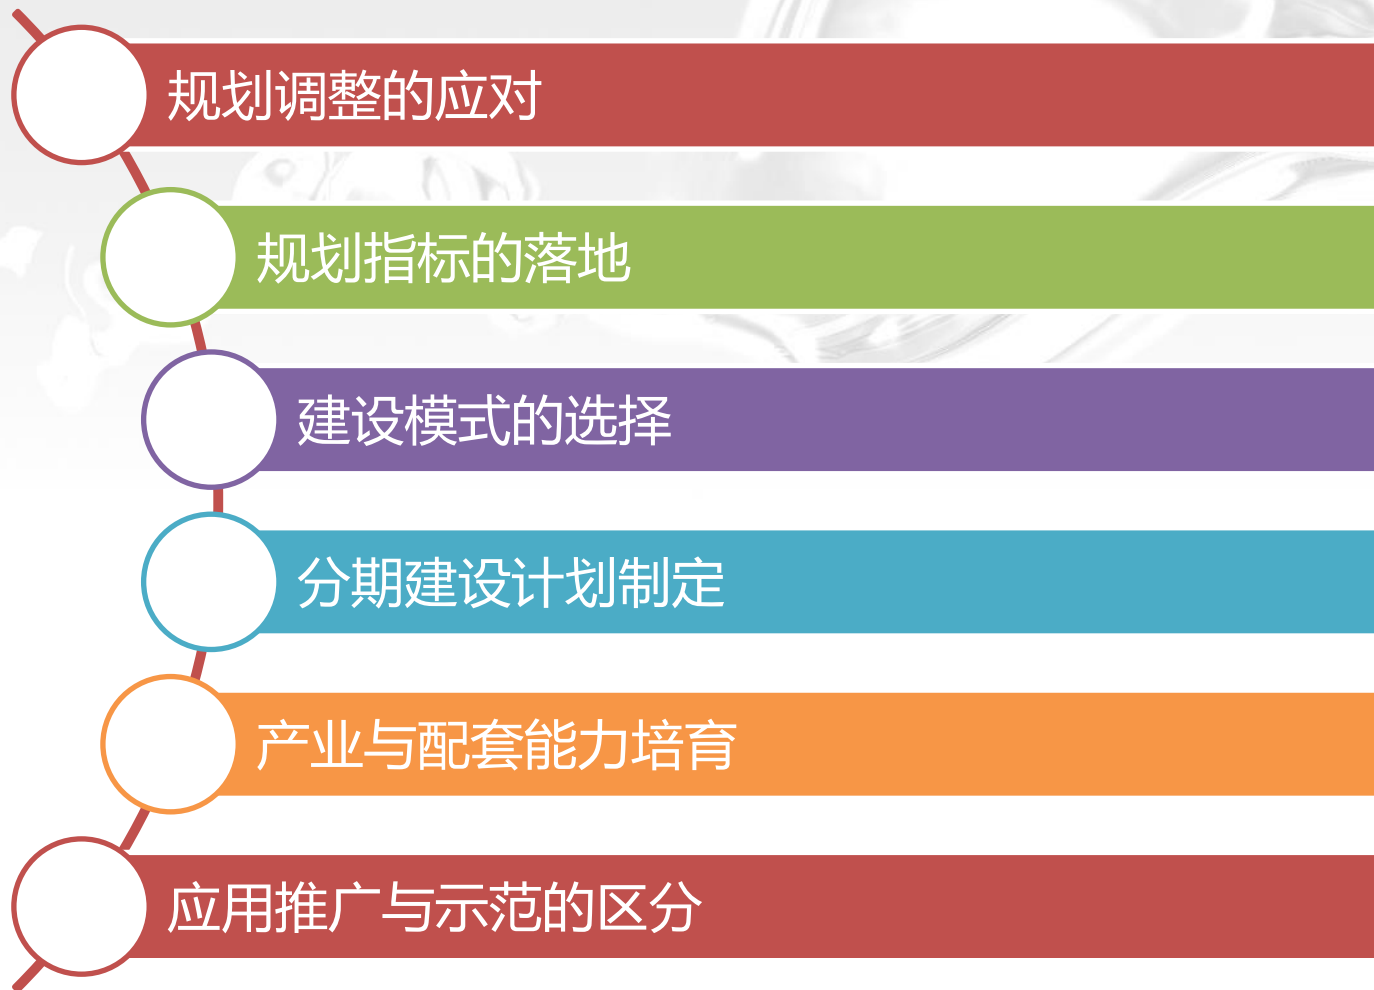 规划调整的应对
规划指标的落地
建设模式的选择
分期建设计划制定
产业与配套能力培育
应用推广与示范的区分